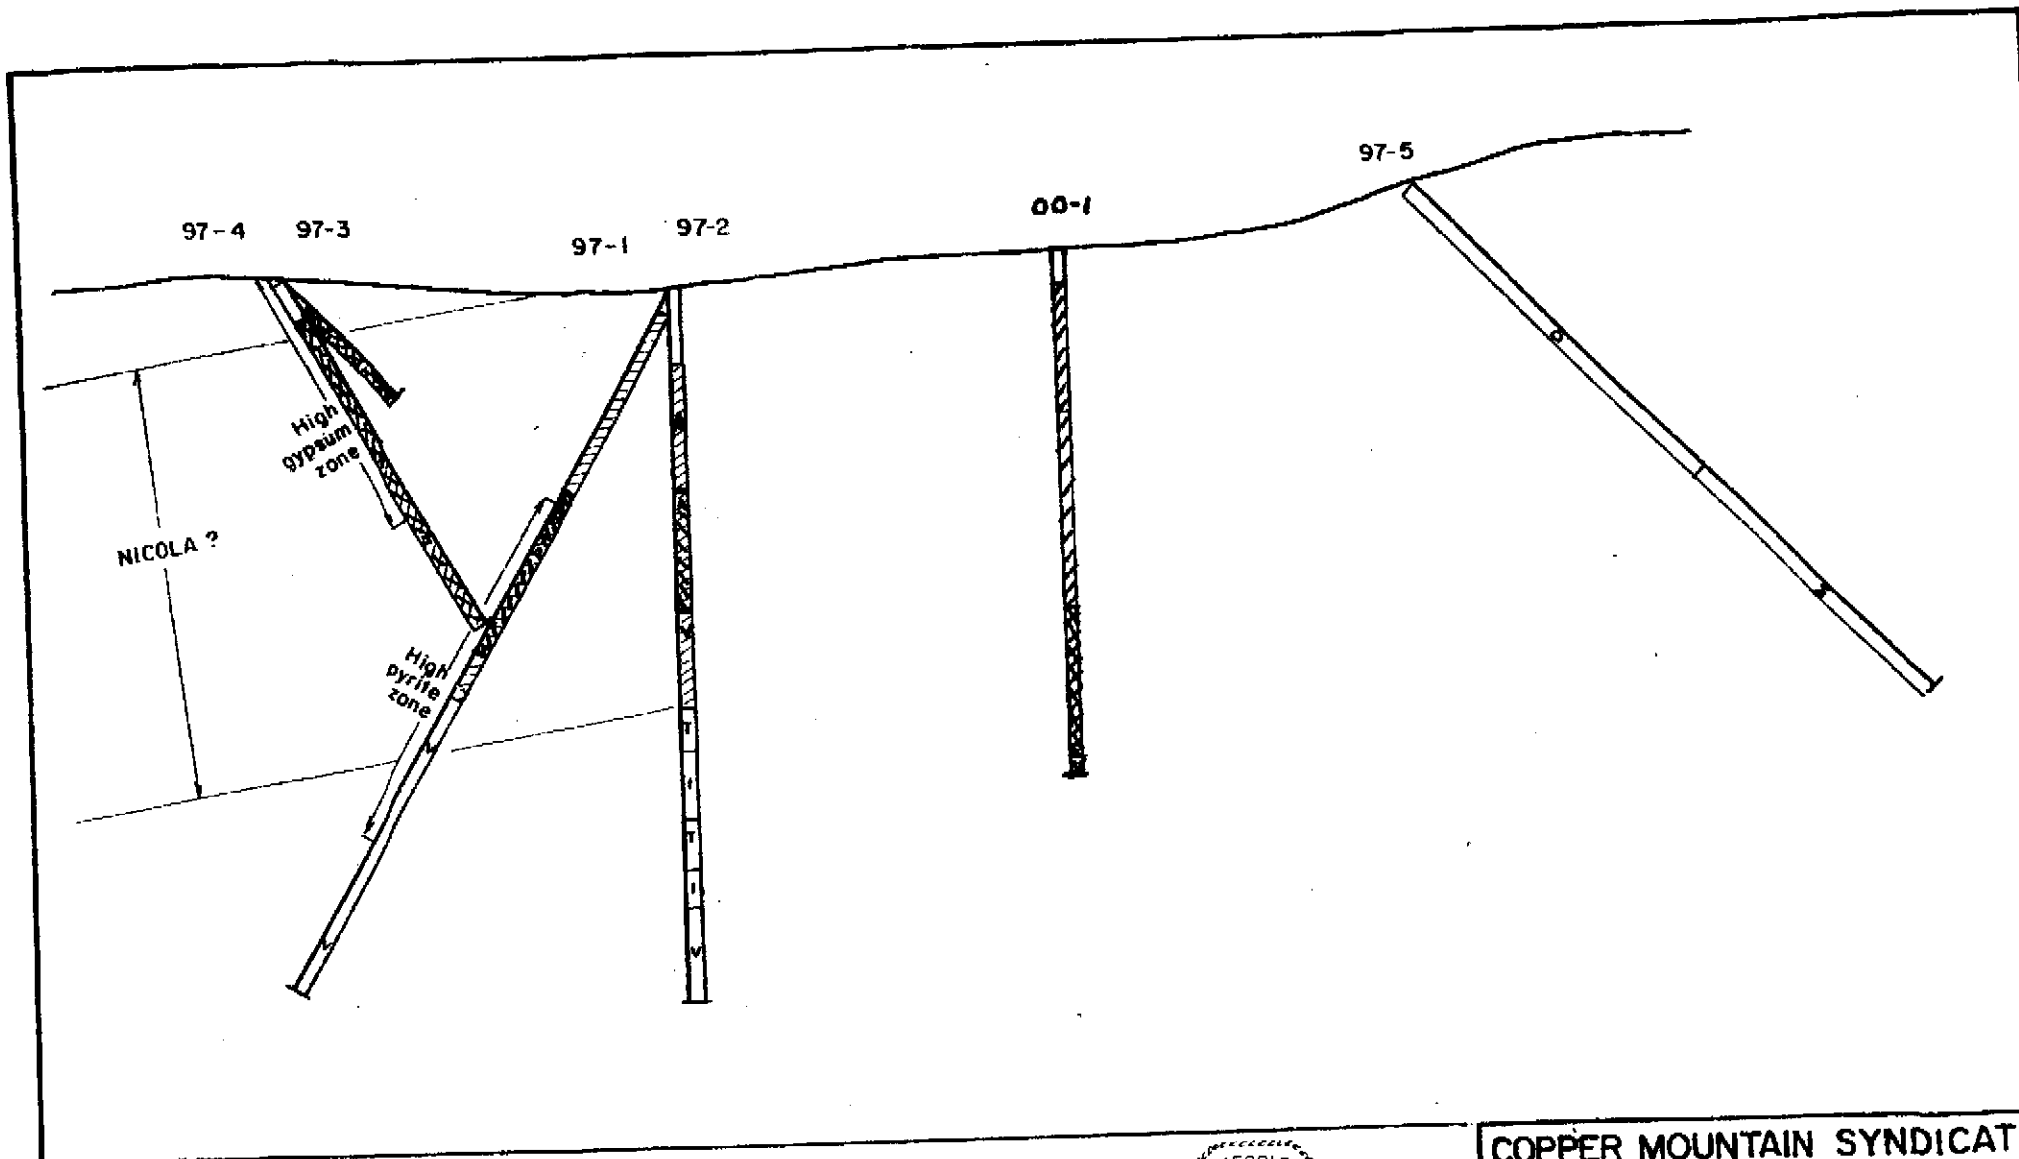 97-5
00-1
97-4
97-3
97-1
97-2
High
gypsum
zone
NICOLA ?
High
pyrite
zone
V
T
I
T
I
V
COPPER MOUNTAIN SYNDICAT